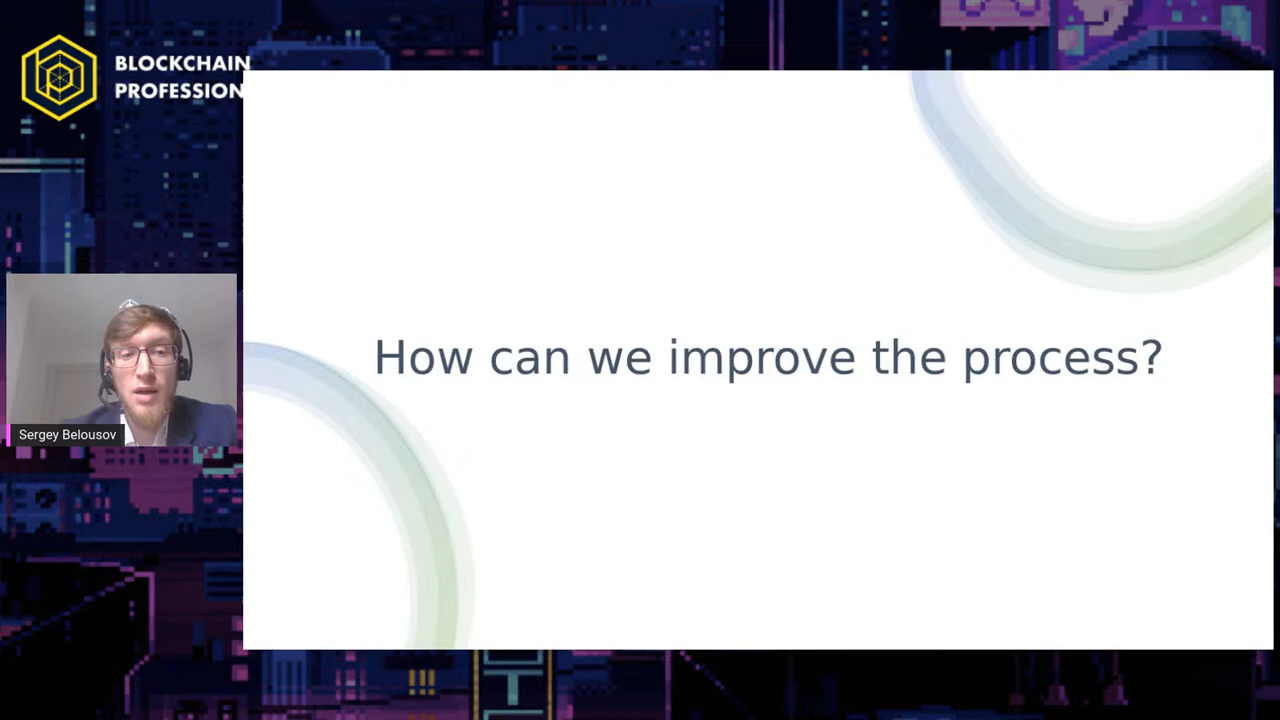 BLOCKCHAIN
PROFESSION
How can we improve the process?
Sergey Belousov